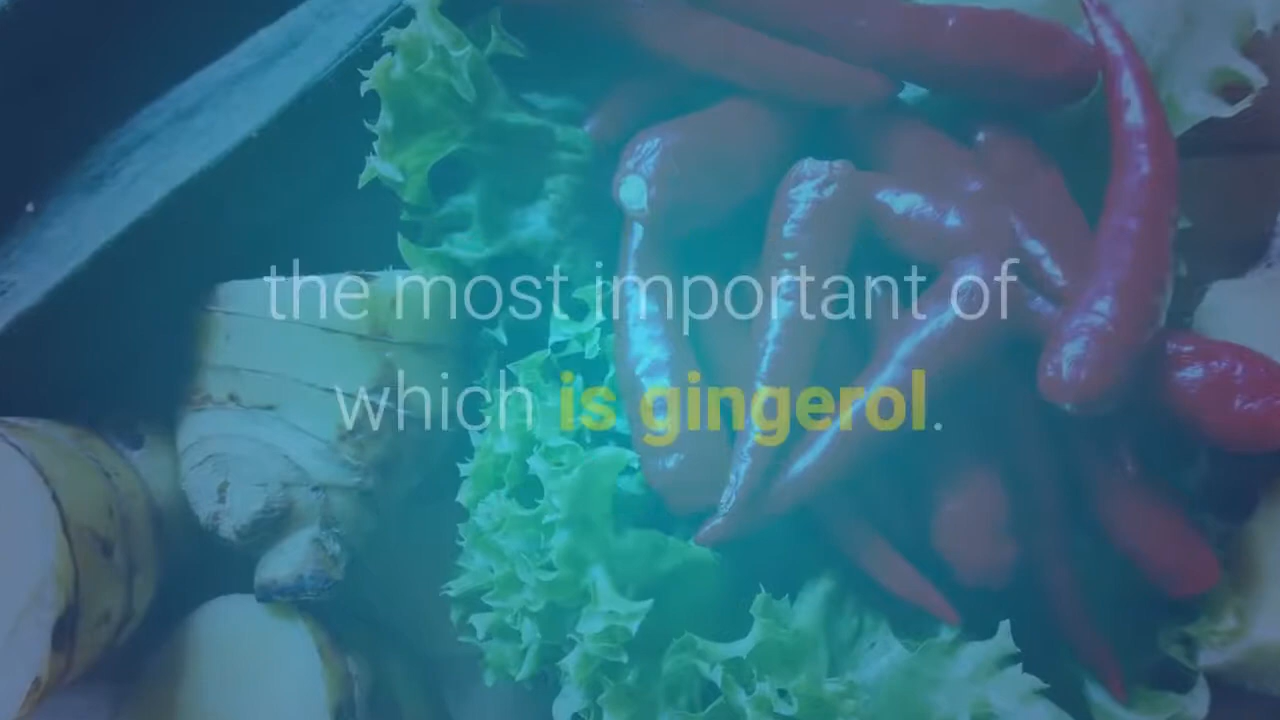 the most important of
which is gingerol.